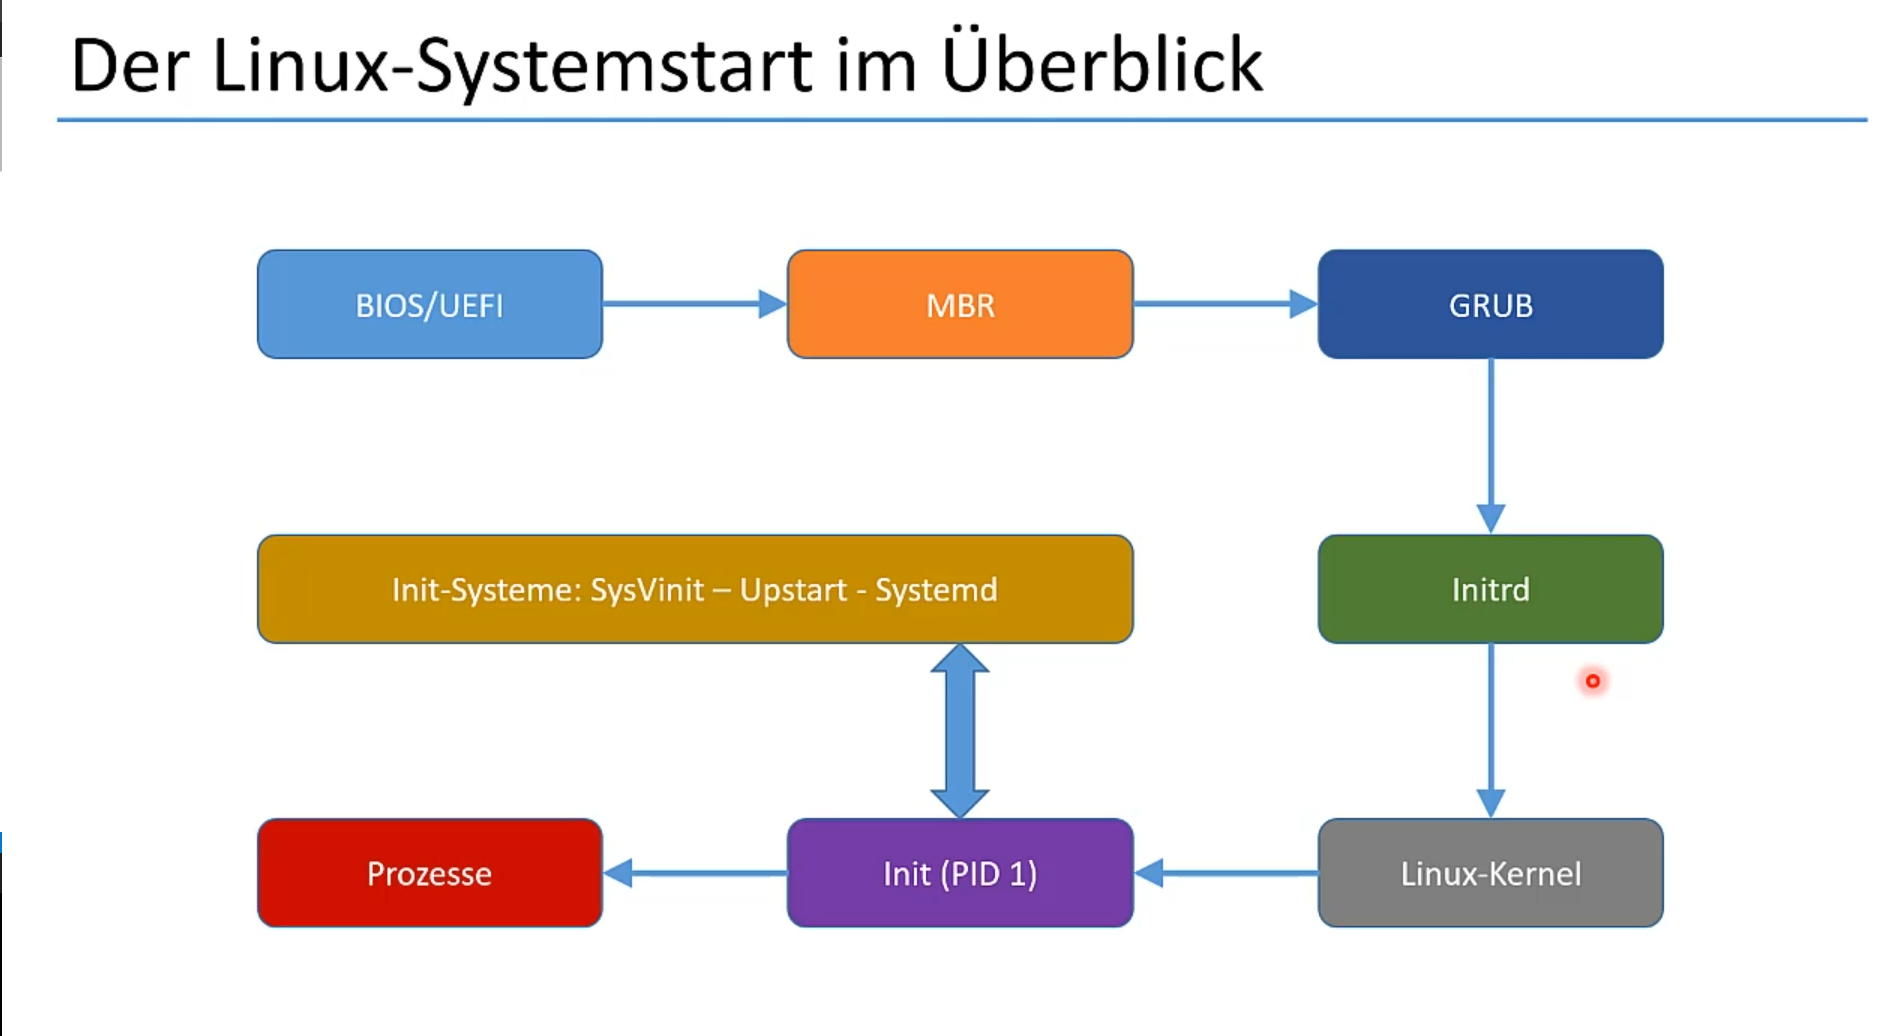 Der Linux-Systemstart im Überblick
BIOS/UEFI
MBR
GRUB
Init-Systeme: SysVinit – Upstart - Systemd
Initrd
Prozesse
Init (PID 1)
Linux-Kernel